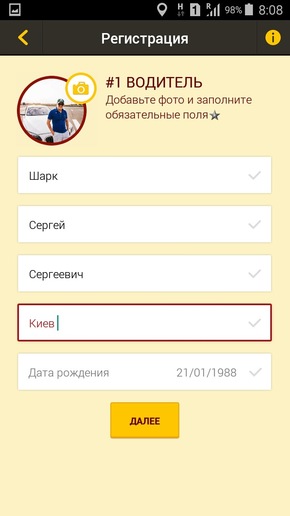 98% 8:08
Регистрация
#1 ВОДИТЕЛЬ
Добавьте фото и заполните
обязательные поля
Шарк
Сергей
Сергеевич
Киев
Дата рождения 21/01/1988
ДАЛЕЕ